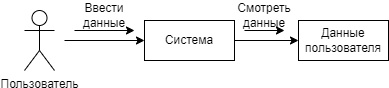 Ввести
данные
Смотреть
данные
Система
Данные
пользователя
Пользователь